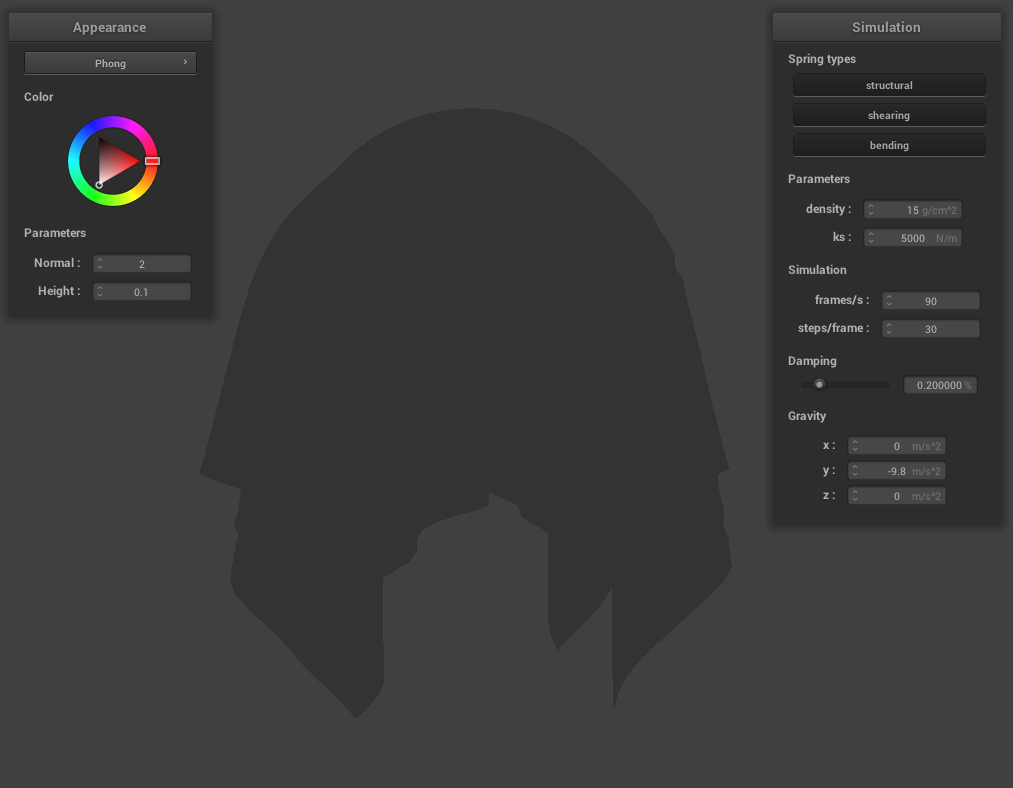 Appearance
Phong ›
Color
Parameters
Normal : 2
Height : 0.1
Simulation
Spring types
structural
shearing
bending
Parameters
density : 15 g/cm^2
ks : 5000 N/m
Simulation
frames/s : 90
steps/frame : 30
Damping
0.200000 %
Gravity
x : 0 m/s^2
y : -9.8 m/s^2
z : 0 m/s^2